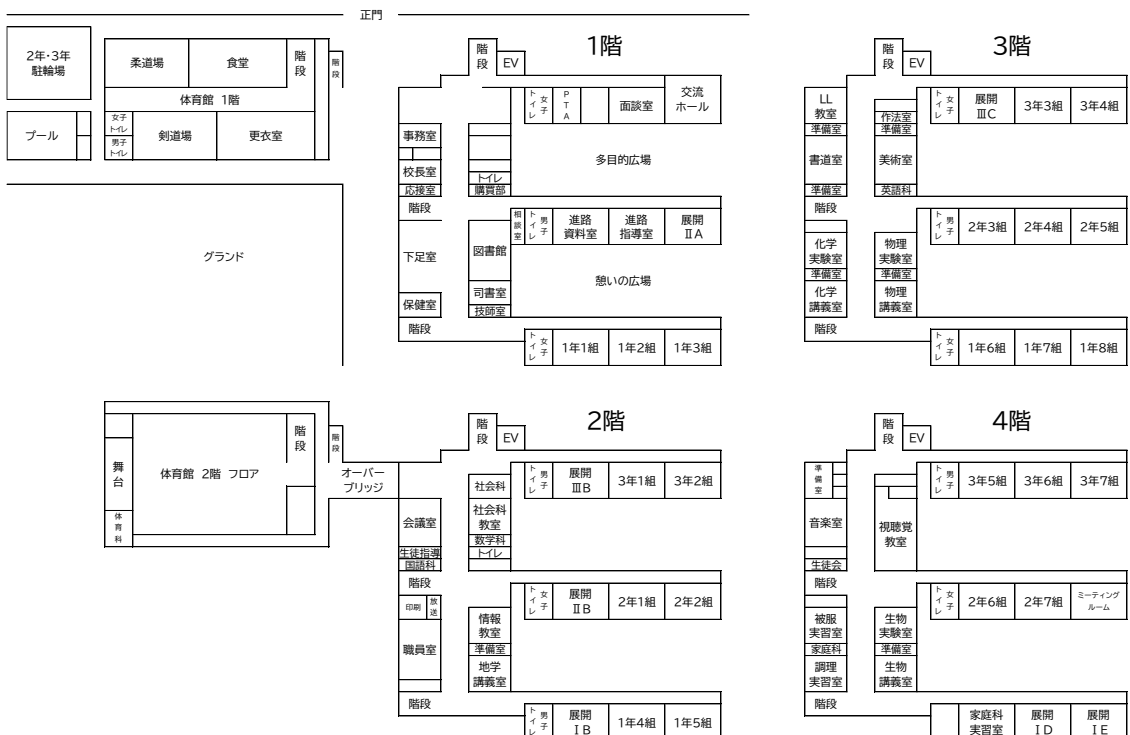 正門
2年・3年
駐輪場
柔道場
食堂
階段
階段
体育館 1階
プール
女子
トイレ
男子
トイレ
剣道場
更衣室
グランド
1階
階段
EV
女子
トイレ
PTA
面談室
交流
ホール
事務室
校長室
応接室
トイレ
購買部
多目的広場
階段
相談室
男子
トイレ
進路
資料室
進路
指導室
展開
ⅡA
下足室
図書館
憩いの広場
保健室
司書室
技師室
階段
女子
トイレ
1年1組
1年2組
1年3組
3階
階段
EV
LL
教室
準備室
作法室
準備室
女子
トイレ
展開
ⅢC
3年3組
3年4組
書道室
美術室
準備室
英語科
階段
男子
トイレ
2年3組
2年4組
2年5組
化学
実験室
準備室
化学
講義室
物理
実験室
準備室
物理
講義室
階段
女子
トイレ
1年6組
1年7組
1年8組
舞台
体育科
体育館 2階 フロア
階段
階段
オーバー
ブリッジ
2階
階段
EV
社会科
男子
トイレ
展開
ⅢB
3年1組
3年2組
会議室
社会科
教室
数学科
トイレ
生徒指導
国語科
階段
女子
トイレ
展開
ⅡB
2年1組
2年2組
印刷
放送
職員室
情報
教室
準備室
地学
講義室
階段
男子
トイレ
展開
ⅠB
1年4組
1年5組
4階
階段
EV
準備室
男子
トイレ
3年5組
3年6組
3年7組
音楽室
視聴覚
教室
生徒会
階段
女子
トイレ
2年6組
2年7組
ミーティング
ルーム
被服
実習室
家庭科
調理
実習室
生物
実験室
準備室
生物
講義室
階段
家庭科
実習室
展開
ⅠD
展開
ⅠE